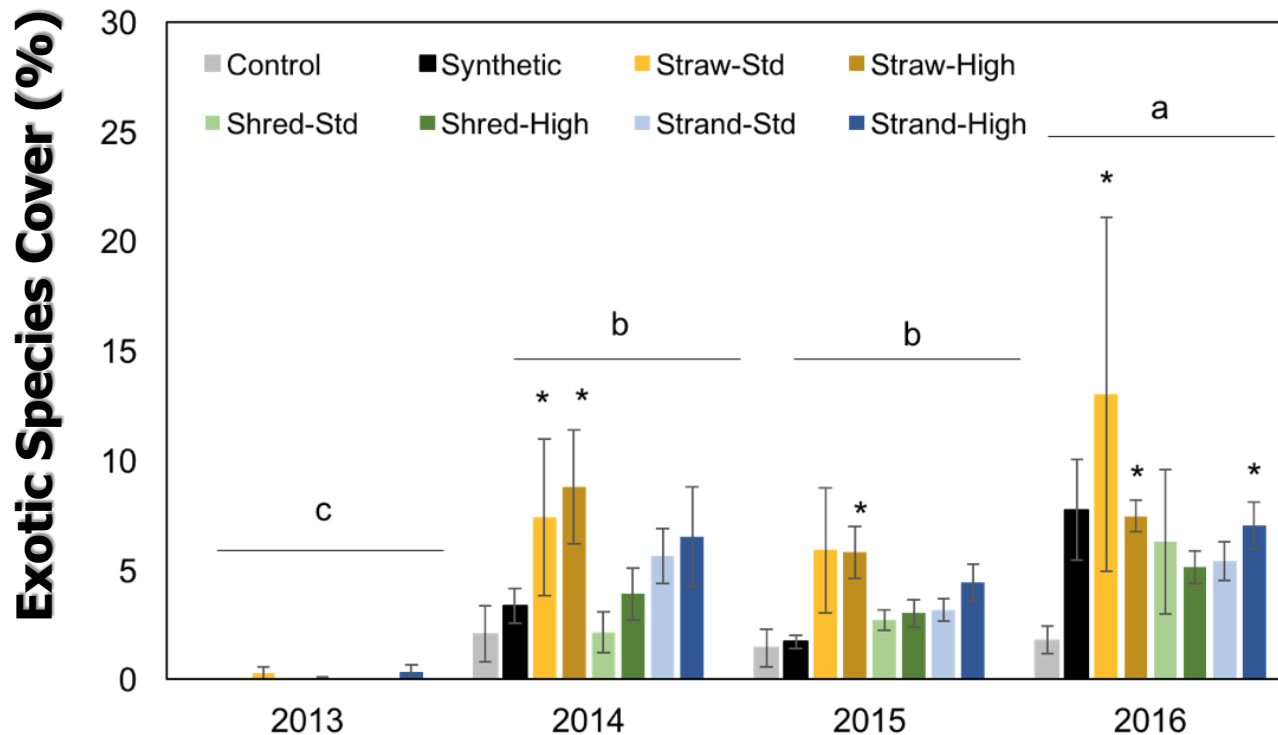 Exotic Species Cover (%)
30
25
20
15
10
5
0
Control Synthetic Straw-Std Straw-High
Shred-Std Shred-High Strand-Std Strand-High
a
*
b
b
* *
*
* *
c
2013 2014 2015 2016